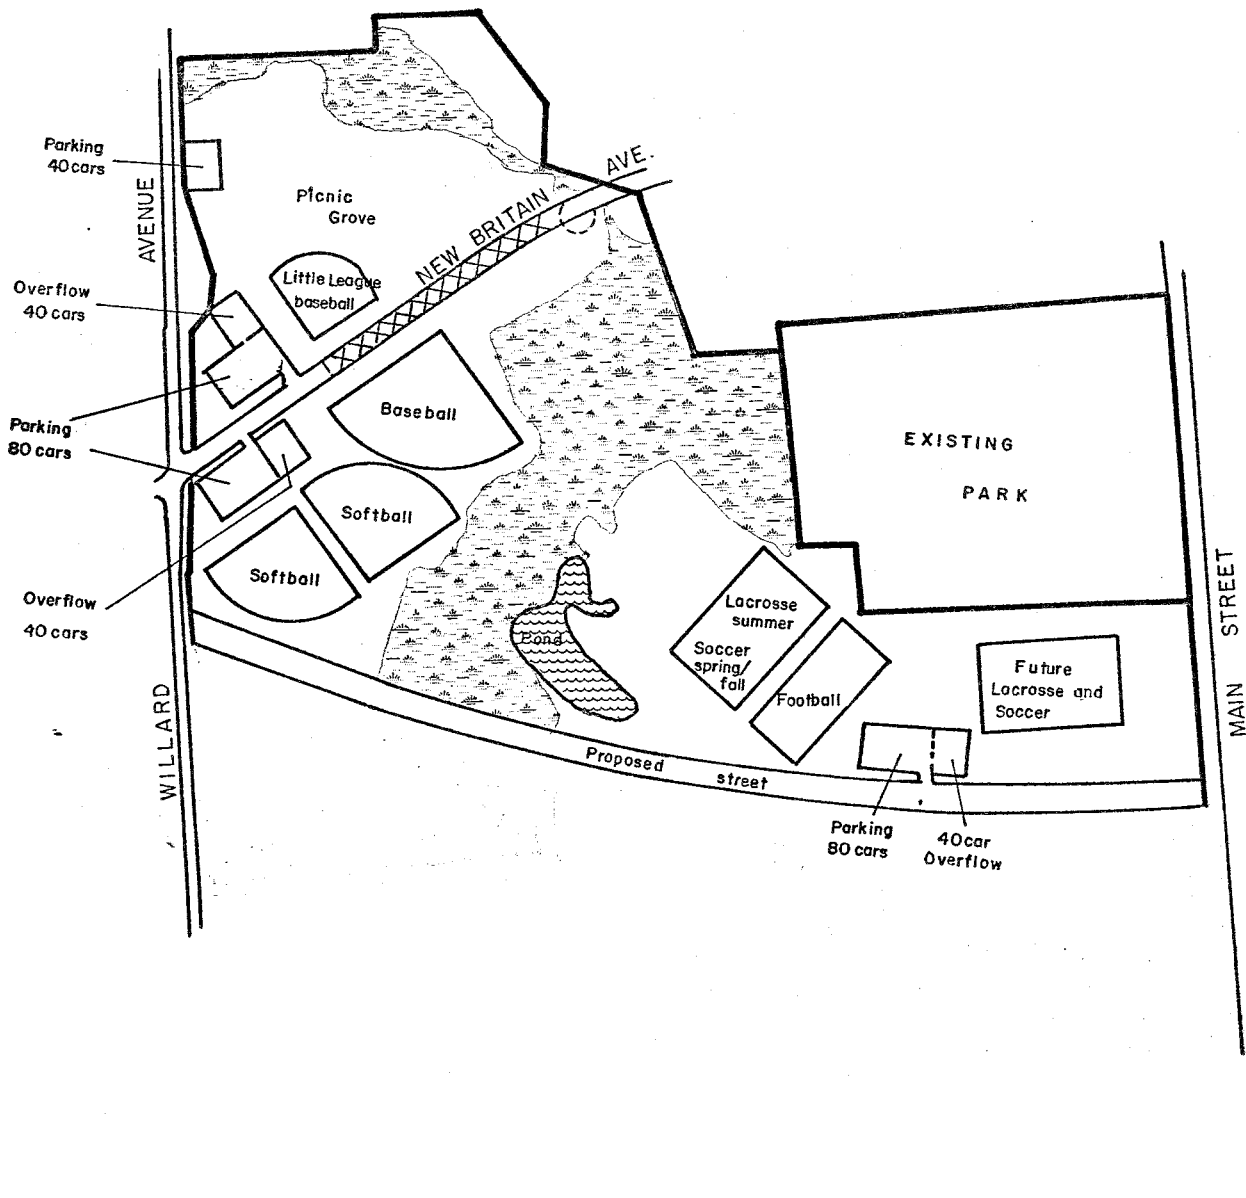 Parking
40 cars
AVENUE
Picnic
Grove
NEW BRITAIN AVE.
Overflow
40 cars
Little League
baseball
Parking
80 cars
Baseball
EXISTING
PARK
Softball
Softball
Overflow
40 cars
Pond
Lacrosse
summer
Soccer
spring/
fall
Football
Future
Lacrosse and
Soccer
WILLARD
MAIN STREET
Proposed street
Parking
80 cars
40 car
Overflow